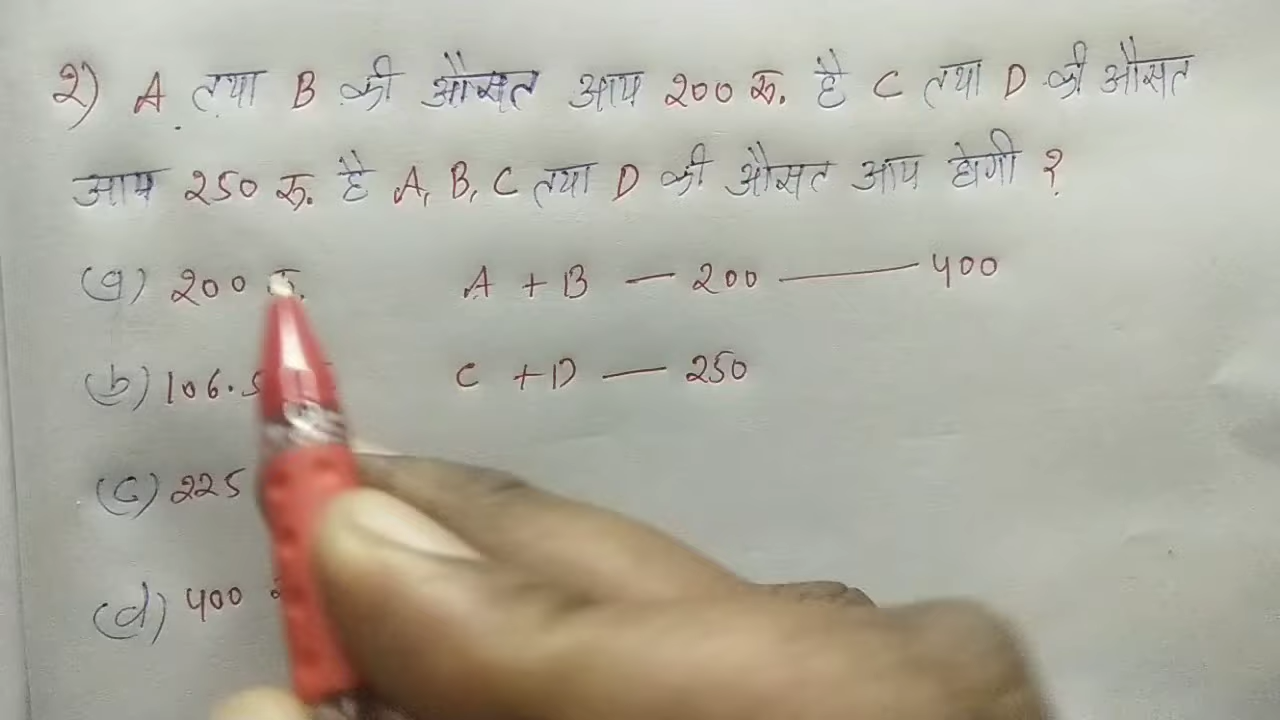 2) A तथा B की औसत आय 200 रु. है C तथा D की औसत
आय 250 रु. है A, B, C तथा D की औसत आय होगी ?
(a) 200 रु. A + B — 200 —— 400
(b) 106.5 C + D — 250
(c) 225
(d) 400